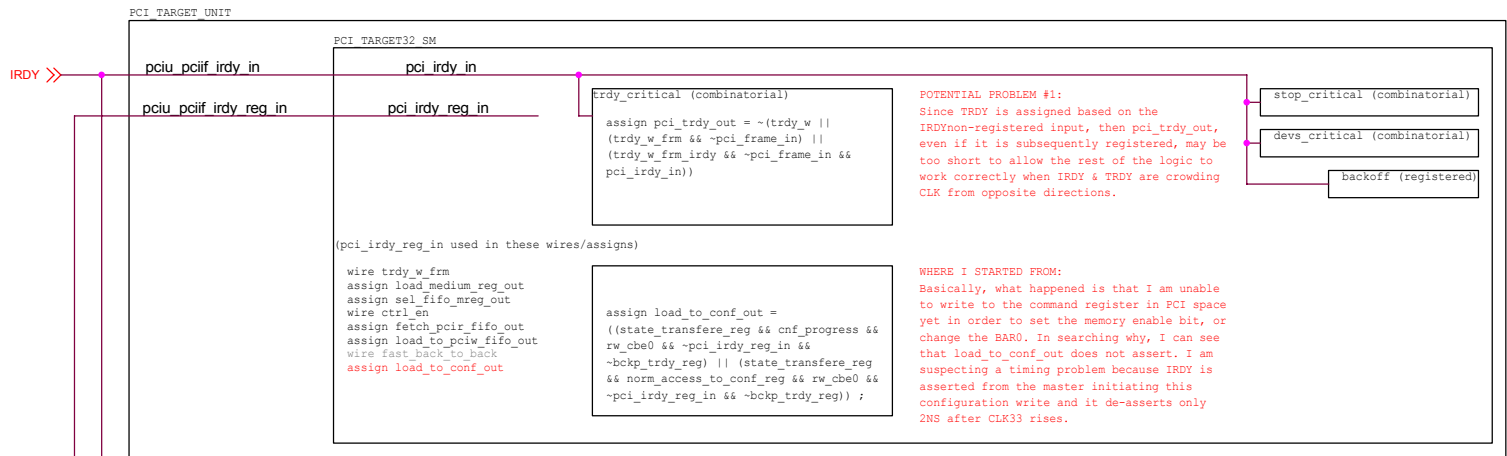 PCI_TARGET_UNIT
PCI_TARGET32_SM
IRDY
pciu_pciif_irdy_in
pci_irdy_in
pciu_pciif_irdy_reg_in
pci_irdy_reg_in
trdy_critical (combinatorial)
assign pci_trdy_out = ~(trdy_w ||
(trdy_w_frm && ~pci_frame_in) ||
(trdy_w_frm_irdy && ~pci_frame_in &&
pci_irdy_in))
POTENTIAL PROBLEM #1:
Since TRDY is assigned based on the
IRDYnon-registered input, then pci_trdy_out,
even if it is subsequently registered, may be
too short to allow the rest of the logic to
work correctly when IRDY & TRDY are crowding
CLK from opposite directions.
stop_critical (combinatorial)
devs_critical (combinatorial)
backoff (registered)
(pci_irdy_reg_in used in these wires/assigns)
wire trdy_w_frm
assign load_medium_reg_out
assign sel_fifo_mreg_out
wire ctrl_en
assign fetch_pcir_fifo_out
assign load_to_pciw_fifo_out
wire fast_back_to_back
assign load_to_conf_out
assign load_to_conf_out =
((state_transfere_reg && cnf_progress &&
rw_cbe0 && ~pci_irdy_reg_in &&
~bckp_trdy_reg) || (state_transfere_reg
&& norm_access_to_conf_reg && rw_cbe0 &&
~pci_irdy_reg_in && ~bckp_trdy_reg)) ;
WHERE I STARTED FROM:
Basically, what happened is that I am unable
to write to the command register in PCI space
yet in order to set the memory enable bit, or
change the BAR0. In searching why, I can see
that load_to_conf_out does not assert. I am
suspecting a timing problem because IRDY is
asserted from the master initiating this
configuration write and it de-asserts only
2NS after CLK33 rises.